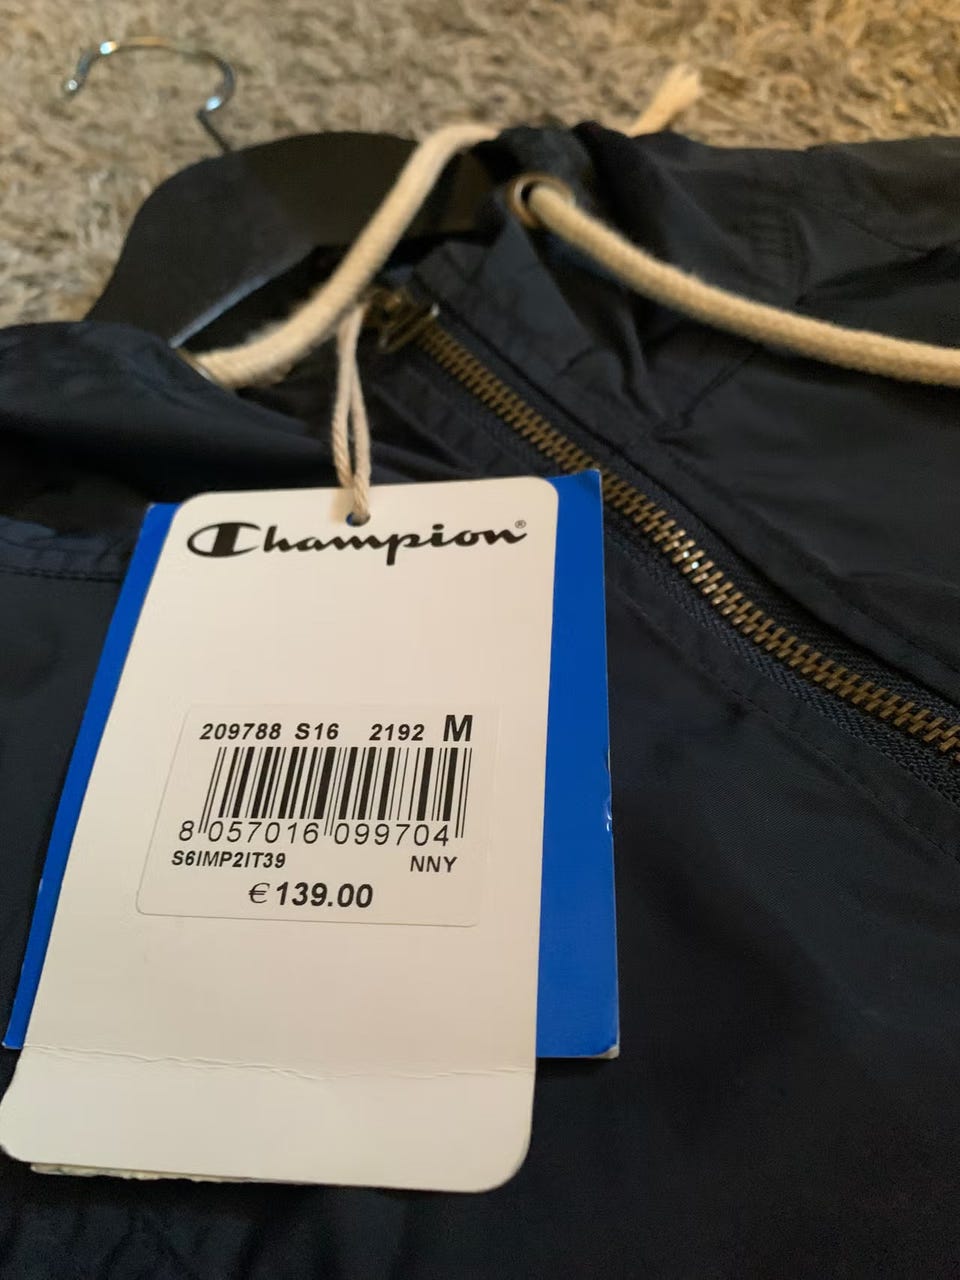 Champion®
209788 S16 2192 M
8 057016 099704
S6IMP2IT39 NNY
€ 139.00